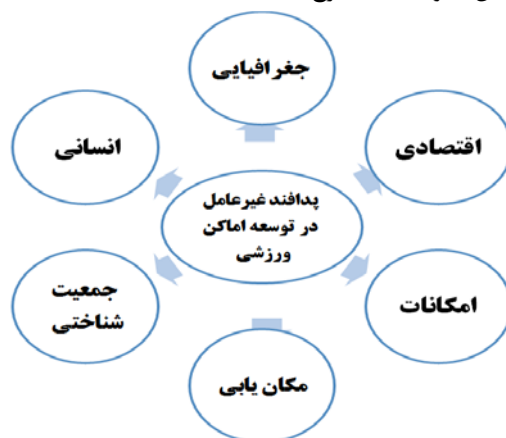 جغرافیایی
اقتصادی
انسانی
پدافند غیرعامل
در توسعه اماکن
ورزشی
امکانات
جمعیت
شناختی
مکان یابی